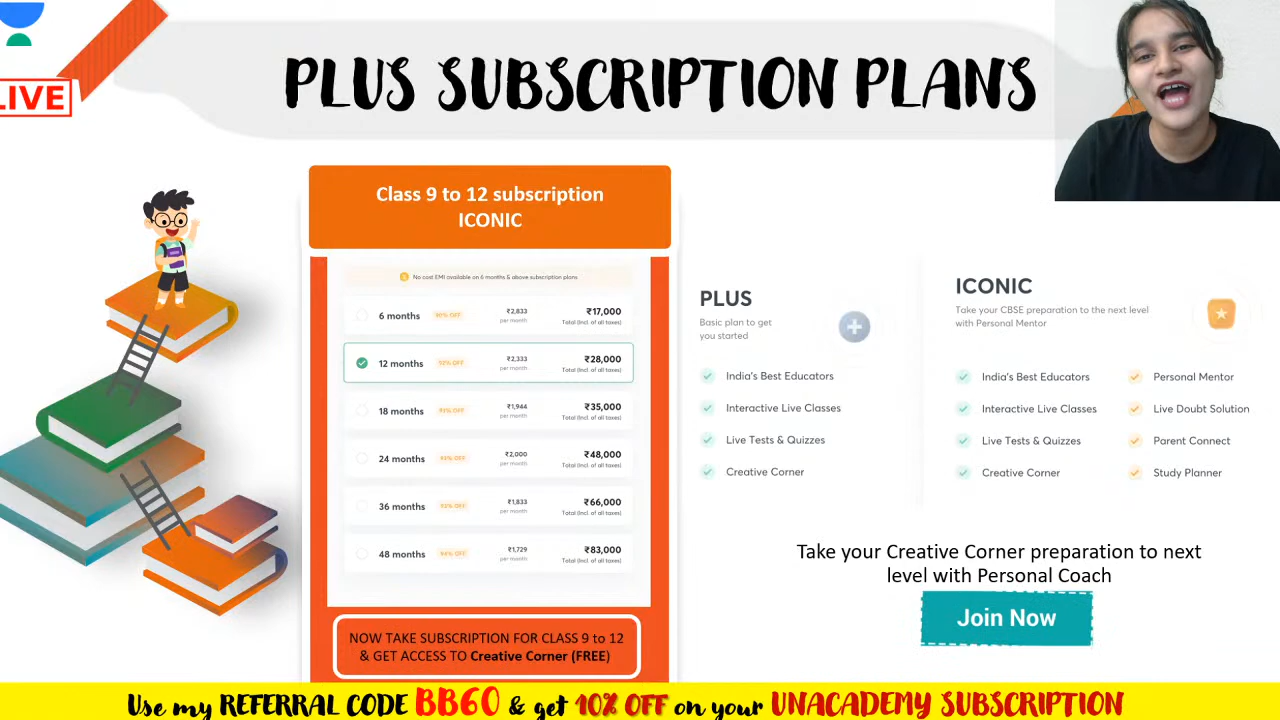 LIVE
PLUS SUBSCRIPTION PLANS
Class 9 to 12 subscription
ICONIC
No cost EMI available on 6 months & above subscription plans
6 months ₹2,833 per month ₹17,000 Total (Incl. of all taxes)
12 months ₹2,333 per month ₹28,000 Total (Incl. of all taxes)
18 months ₹1,944 per month ₹35,000 Total (Incl. of all taxes)
24 months ₹2,000 per month ₹48,000 Total (Incl. of all taxes)
36 months ₹1,833 per month ₹66,000 Total (Incl. of all taxes)
48 months ₹1,729 per month ₹83,000 Total (Incl. of all taxes)
NOW TAKE SUBSCRIPTION FOR CLASS 9 to 12
& GET ACCESS TO Creative Corner (FREE)
PLUS
Basic plan to get
you started
India's Best Educators
Interactive Live Classes
Live Tests & Quizzes
Creative Corner
ICONIC
Take your CBSE preparation to the next level
with Personal Mentor
India's Best Educators Personal Mentor
Interactive Live Classes Live Doubt Solution
Live Tests & Quizzes Parent Connect
Creative Corner Study Planner
Take your Creative Corner preparation to next
level with Personal Coach
Join Now
Use my REFERRAL CODE BB60 & get 10% OFF on your UNACADEMY SUBSCRIPTION